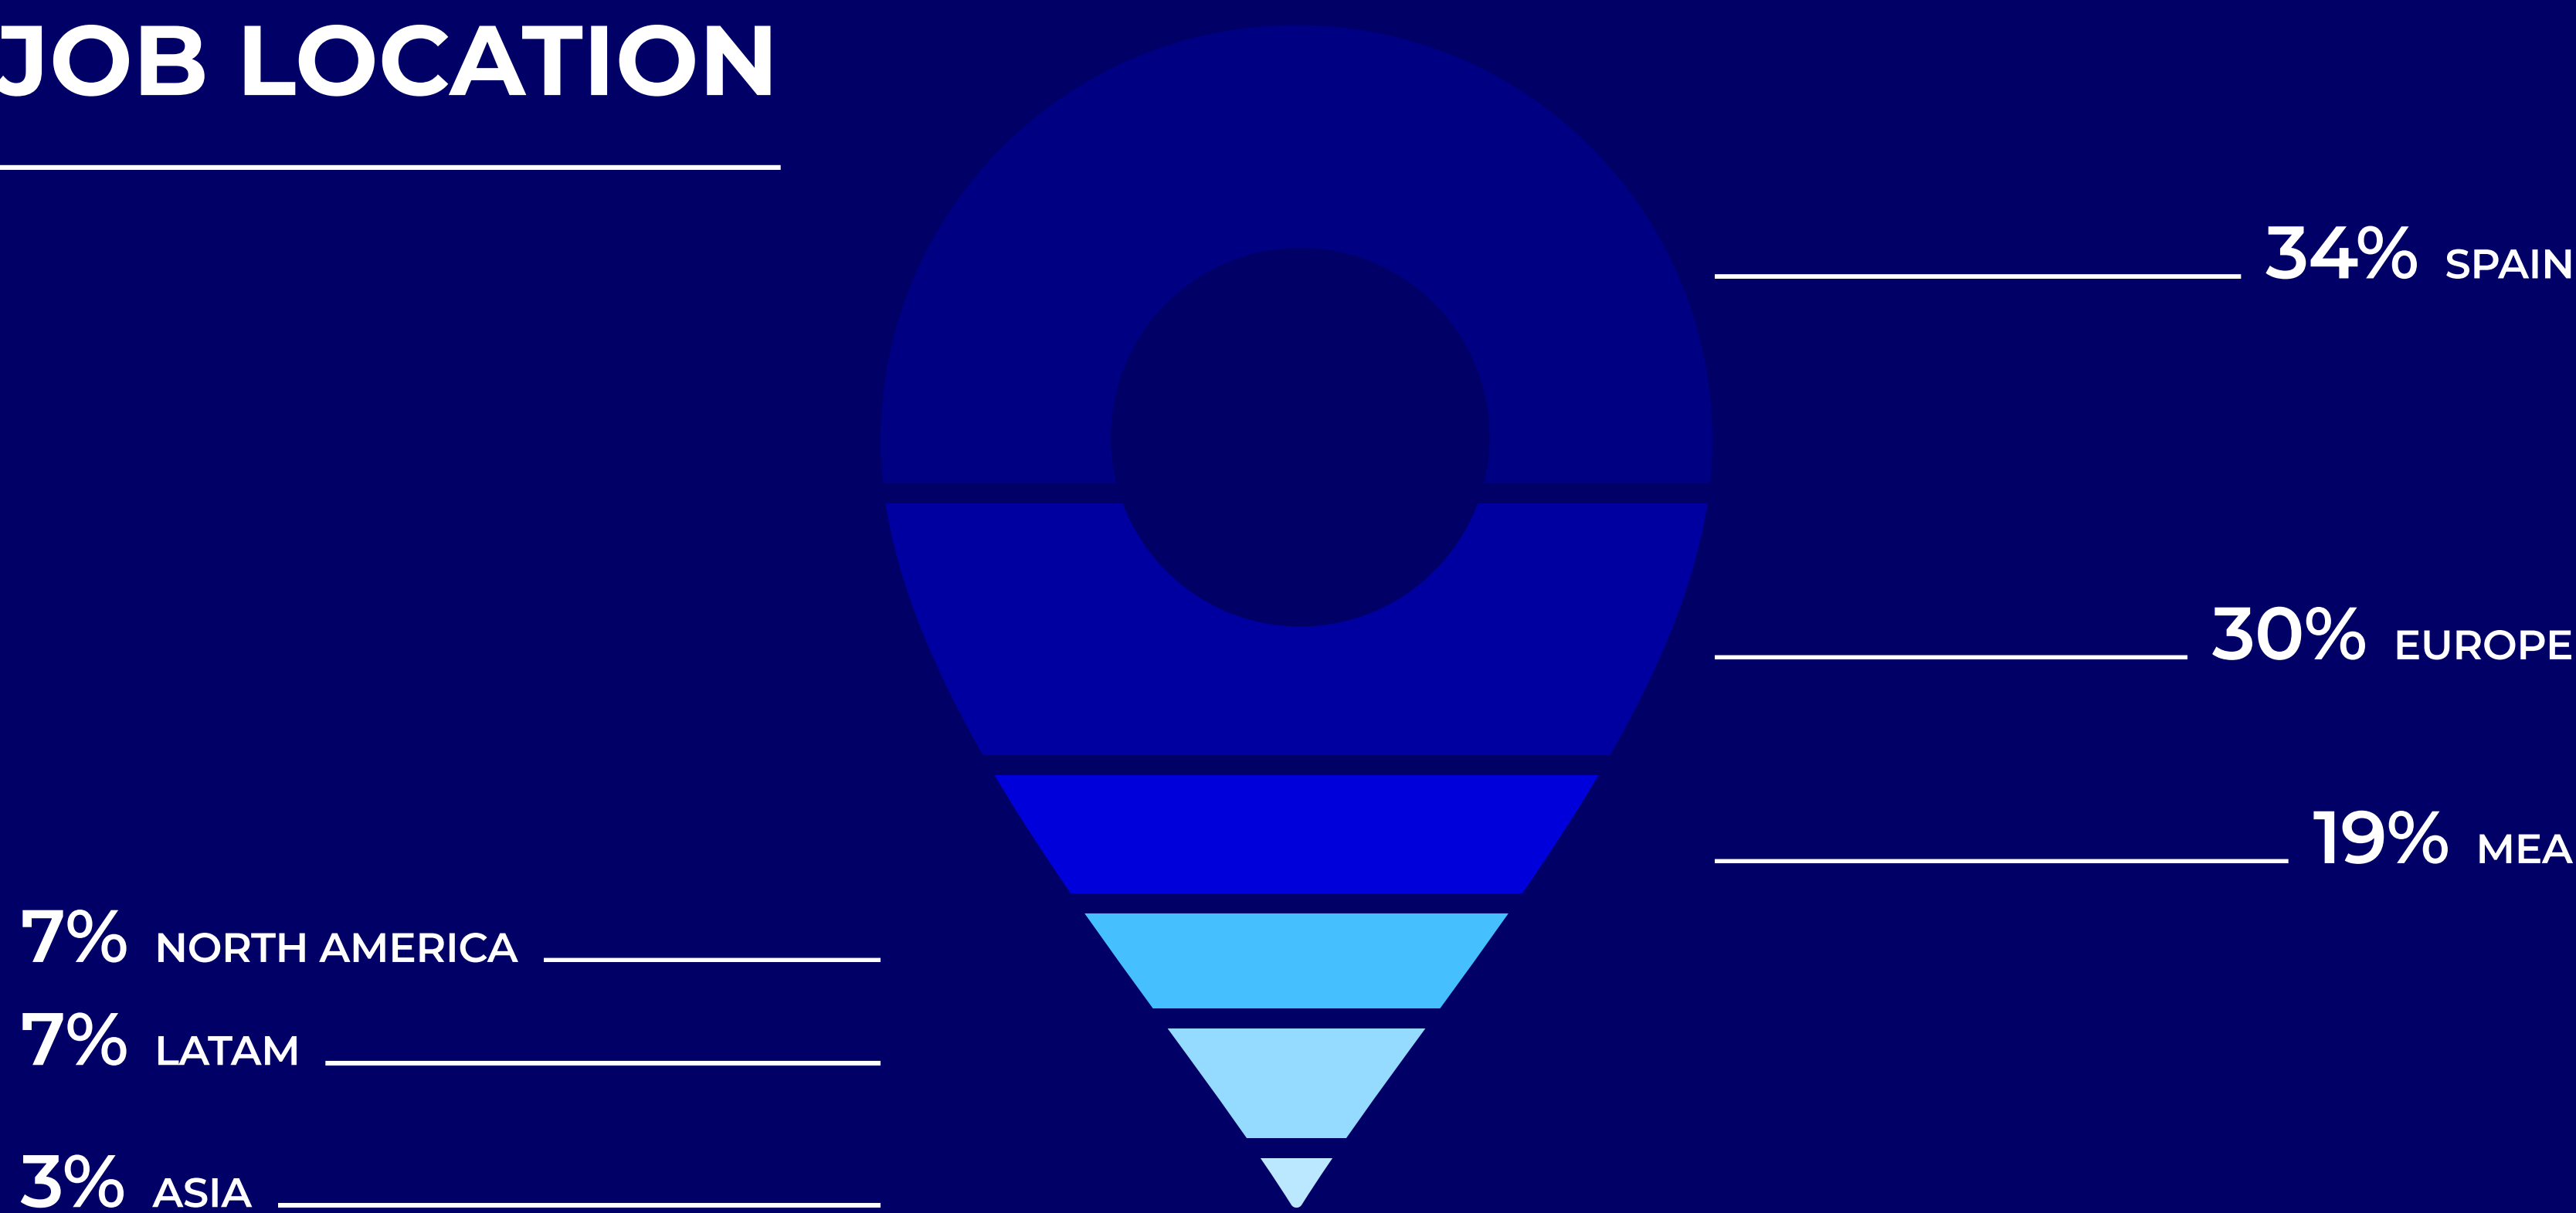 JOB LOCATION
34% SPAIN
30% EUROPE
19% MEA
7% NORTH AMERICA
7% LATAM
3% ASIA